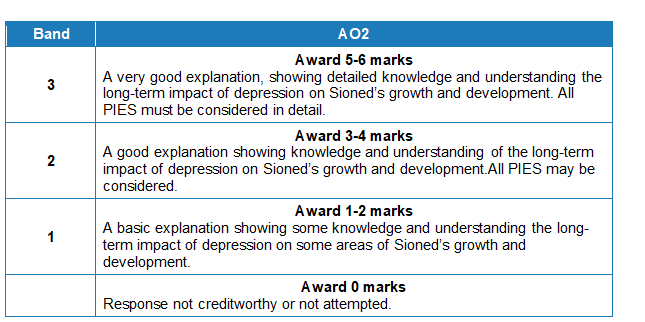 Band AO2
Award 5-6 marks
3
A very good explanation, showing detailed knowledge and understanding the
long-term impact of depression on Sioned's growth and development. All
PIES must be considered in detail.
Award 3-4 marks
2
A good explanation showing knowledge and understanding of the long-term
impact of depression on Sioned's growth and development.All PIES may be
considered.
Award 1-2 marks
1
A basic explanation showing some knowledge and understanding the long-
term impact of depression on some areas of Sioned's growth and
development.
Award 0 marks
Response not creditworthy or not attempted.